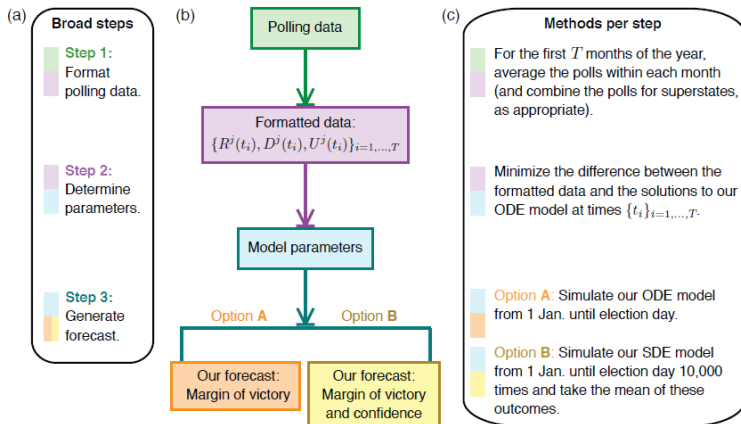 (a)
Broad steps
Step 1:
Format
polling data.
Step 2:
Determine
parameters.
Step 3:
Generate
forecast.
(b)
Polling data
Formatted data:
{R^j(t_i), D^j(t_i), U^j(t_i)}_{i=1,...,T}
Model parameters
Option A
Option B
Our forecast:
Margin of victory
Our forecast:
Margin of victory
and confidence
(c)
Methods per step
For the first T months of the year,
average the polls within each month
(and combine the polls for superstates,
as appropriate).
Minimize the difference between the
formatted data and the solutions to our
ODE model at times {t_i}_{i=1,...,T}.
Option A: Simulate our ODE model
from 1 Jan. until election day.
Option B: Simulate our SDE model
from 1 Jan. until election day 10,000
times and take the mean of these
outcomes.